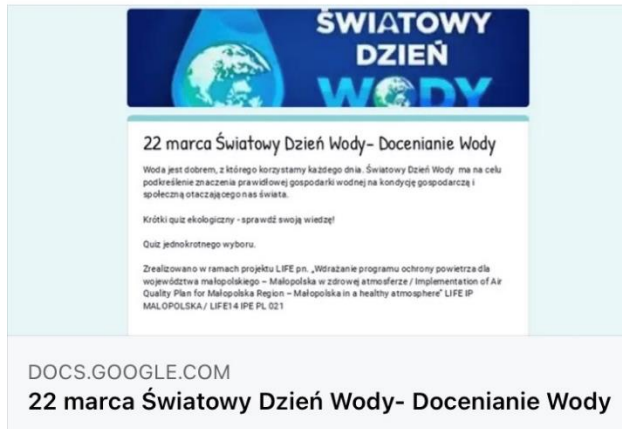 ŚWIATOWY
DZIEŃ
WODY
22 marca Światowy Dzień Wody- Docenianie Wody
Woda jest dobrem, z którego korzystamy każdego dnia. Światowy Dzień Wody ma na celu
podkreślenie znaczenia prawidłowej gospodarki wodnej na kondycję gospodarczą i
społeczną otaczającego nas świata.
Krótki quiz ekologiczny - sprawdź swoją wiedzę!
Quiz jednokrotnego wyboru.
Zrealizowano w ramach projektu LIFE pn. „Wdrażanie programu ochrony powietrza dla
województwa małopolskiego – Małopolska w zdrowej atmosferze / Implementation of Air
Quality Plan for Małopolska Region – Małopolska in a healthy atmosphere” LIFE IP
MALOPOLSKA / LIFE14 IPE PL 021
DOCS.GOOGLE.COM
22 marca Światowy Dzień Wody- Docenianie Wody